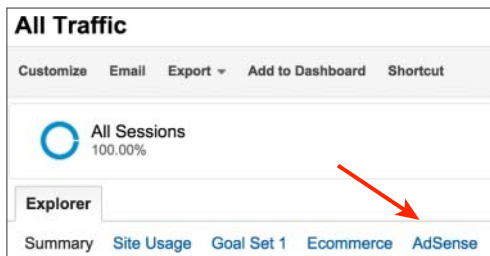 All Traffic
Customize Email Export Add to Dashboard Shortcut
All Sessions
100.00%
Explorer
Summary Site Usage Goal Set 1 Ecommerce AdSense